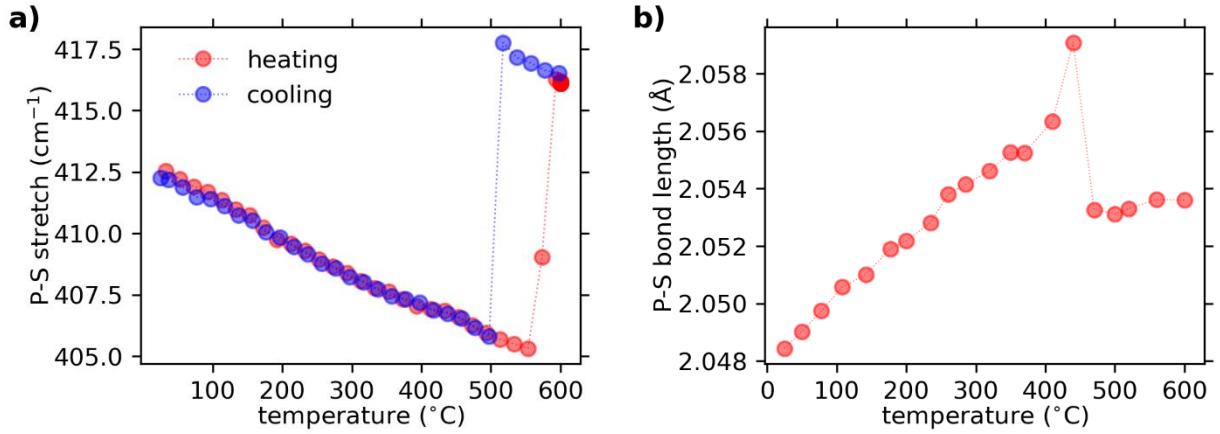 a)
P-S stretch (cm⁻¹)
417.5
415.0
412.5
410.0
407.5
405.0
heating
cooling
100 200 300 400 500 600
temperature (°C)
b)
P-S bond length (Å)
2.058
2.056
2.054
2.052
2.050
2.048
0 100 200 300 400 500 600
temperature (°C)